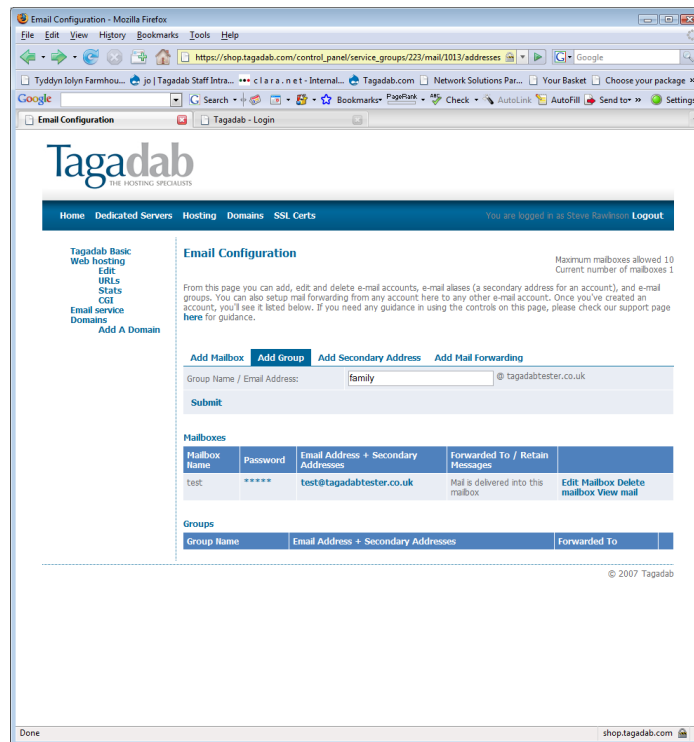 Email Configuration - Mozilla Firefox
File Edit View History Bookmarks Tools Help
https://shop.tagadab.com/control_panel/service_groups/223/mail/1013/addresses
Google
Tyddyn Iolyn Farmhou... jo | Tagadab Staff Intra... c l a r a . n e t - Internal... Tagadab.com Network Solutions Par... Your Basket Choose your package
Google Search Bookmarks PageRank Check AutoLink AutoFill Send to Settings
Email Configuration Tagadab - Login
Tagadab
THE HOSTING SPECIALISTS
Home Dedicated Servers Hosting Domains SSL Certs You are logged in as Steve Rawlinson Logout
Tagadab Basic
Web hosting
Edit
URLs
Stats
CGI
Email service
Domains
Add A Domain
Email Configuration
Maximum mailboxes allowed 10
Current number of mailboxes 1
From this page you can add, edit and delete e-mail accounts, e-mail aliases (a secondary address for an account), and e-mail
groups. You can also setup mail forwarding from any account here to any other e-mail account. Once you've created an
account, you'll see it listed below. If you need any guidance in using the controls on this page, please check our support page
here for guidance.
Add Mailbox Add Group Add Secondary Address Add Mail Forwarding
Group Name / Email Address: family @ tagadabtester.co.uk
Submit
Mailboxes
Mailbox Name Password Email Address + Secondary Addresses Forwarded To / Retain Messages
test ***** test@tagadabtester.co.uk Mail is delivered into this mailbox Edit Mailbox Delete mailbox View mail
Groups
Group Name Email Address + Secondary Addresses Forwarded To
© 2007 Tagadab
Done shop.tagadab.com